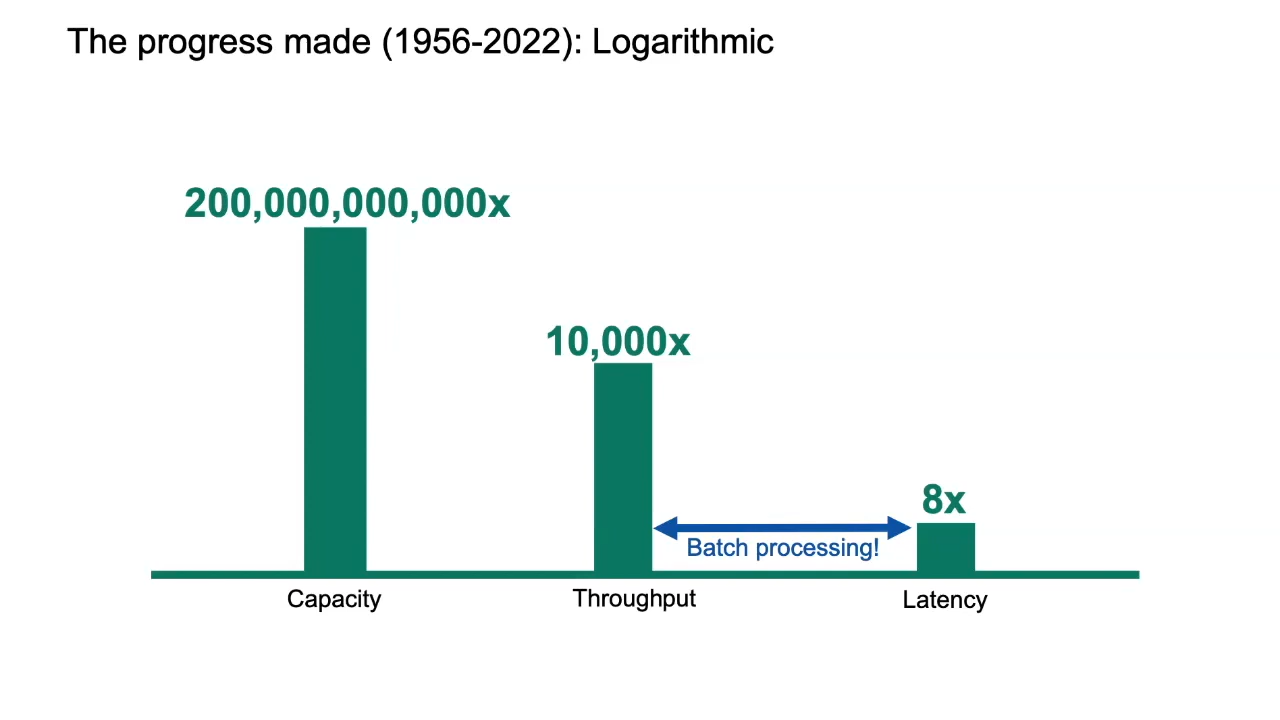 The progress made (1956-2022): Logarithmic
200,000,000,000x
10,000x
8x
Batch processing!
Capacity
Throughput
Latency